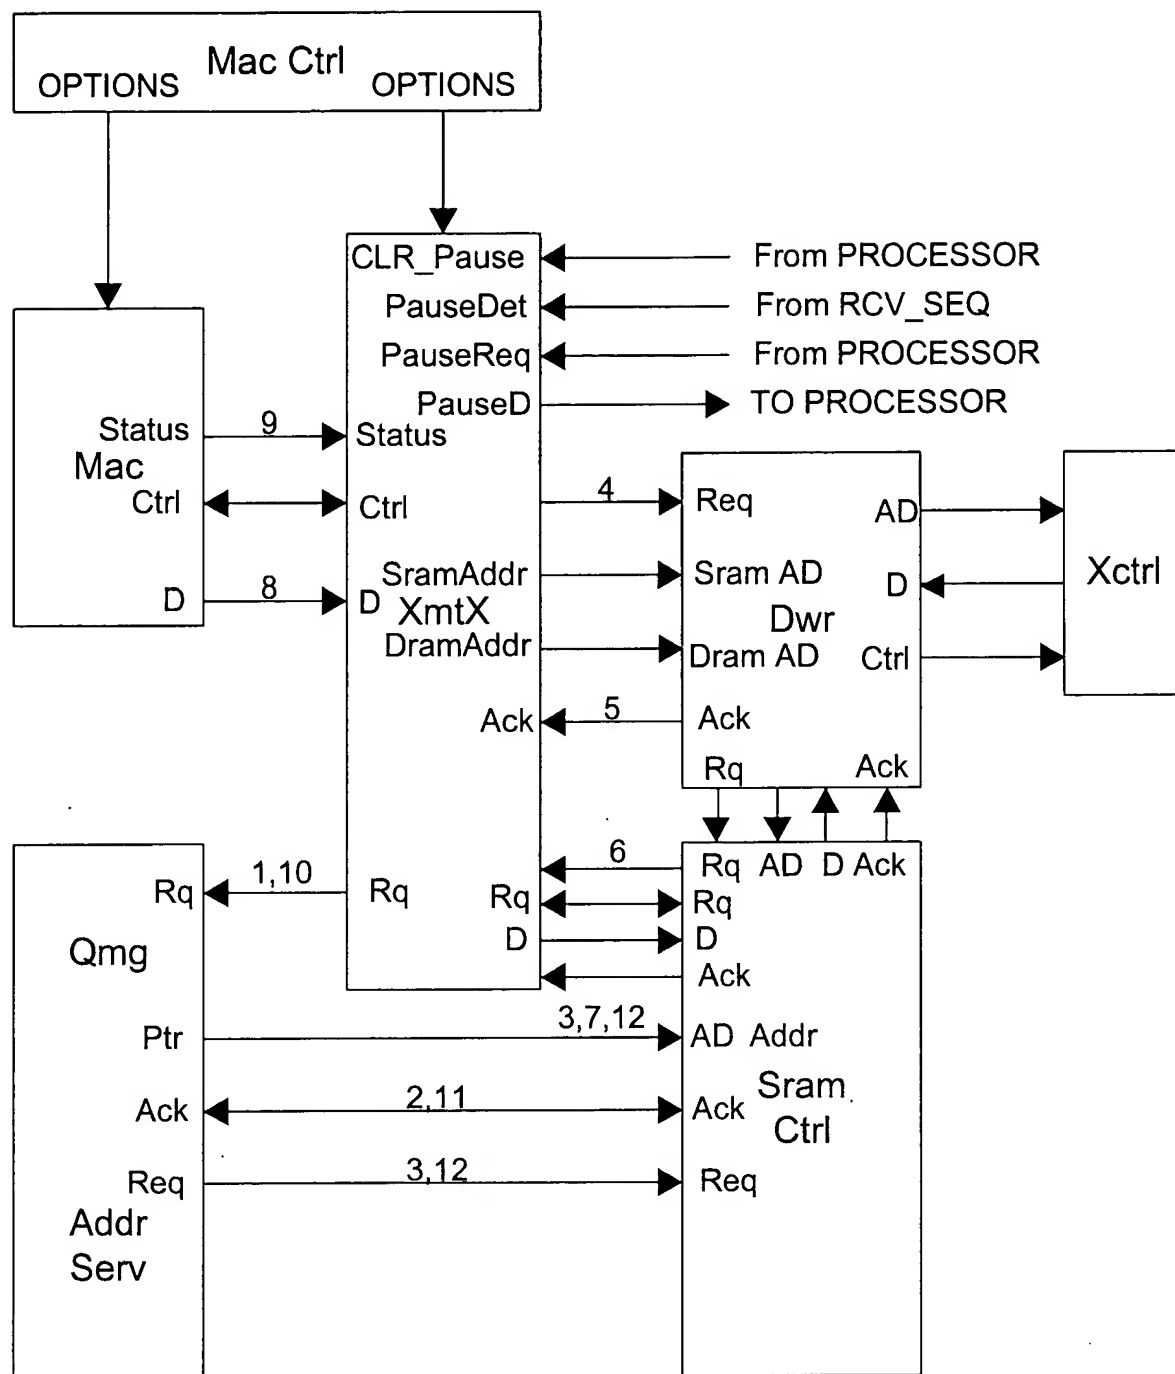 Mac Ctrl
OPTIONS OPTIONS
CLR_Pause From PROCESSOR
PauseDet From RCV_SEQ
PauseReq From PROCESSOR
PauseD TO PROCESSOR
Status 9 Status
Mac
Ctrl Ctrl 4 Req AD
SramAddr Sram AD D Xctrl
D 8 D XmtX Dwr
DramAddr Dram AD Ctrl
Ack 5 Ack
Rq Ack
6 Rq AD D Ack
Rq 1,10 Rq Rq Rq
D D
Qmg
Ack
Ptr 3,7,12 AD Addr
Sram
Ack 2,11 Ack
Ctrl
Req 3,12 Req
Addr
Serv